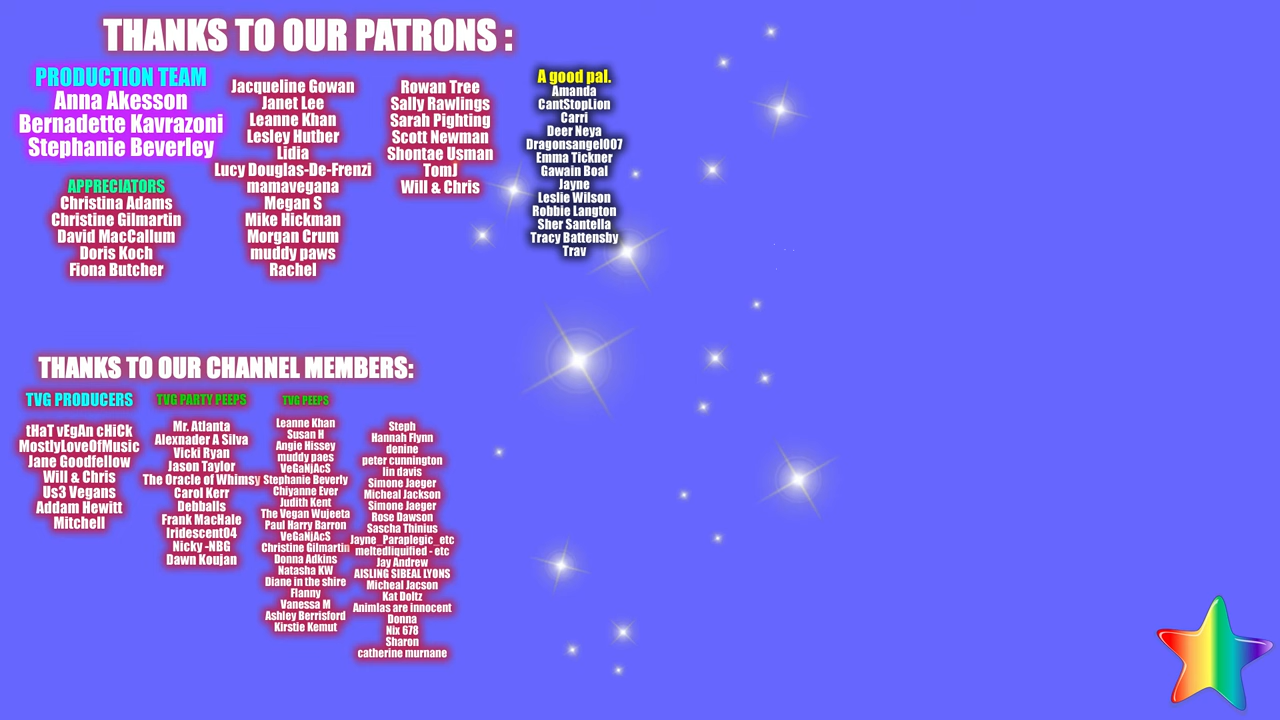 THANKS TO OUR PATRONS :
PRODUCTION TEAM
Anna Akesson
Bernadette Kavrazoni
Stephanie Beverley
APPRECIATORS
Christina Adams
Christine Gilmartin
David MacCallum
Doris Koch
Fiona Butcher
Jacqueline Gowan
Janet Lee
Leanne Khan
Lesley Hutber
Lidia
Lucy Douglas-De-Frenzi
mamavegana
Megan S
Mike Hickman
Morgan Crum
muddy paws
Rachel
Rowan Tree
Sally Rawlings
Sarah Pighting
Scott Newman
Shontae Usman
TomJ
Will & Chris
A good pal.
Amanda
CantStopLion
Carri
Deer Neya
Dragonsangel007
Emma Tickner
Gawain Boal
Jayne
Leslie Wilson
Robbie Langton
Sher Santella
Tracy Battensby
Trav
THANKS TO OUR CHANNEL MEMBERS:
TVG PRODUCERS
tHaT vEgAn cHiCk
MostlyLoveOfMusic
Jane Goodfellow
Will & Chris
Us3 Vegans
Addam Hewitt
Mitchell
TVG PARTY PEEPS
Mr. Atlanta
Alexnader A Silva
Vicki Ryan
Jason Taylor
The Oracle of Whimsy
Carol Kerr
Debballs
Frank MacHale
Iridescent04
Nicky -NBG
Dawn Koujan
TVG PEEPS
Leanne Khan
Susan H
Angie Hissey
muddy paes
VeGaNjAcS
Stephanie Beverly
Chiyanne Ever
Judith Kent
The Vegan Wujeeta
Paul Harry Barron
VeGaNjAcS
Christine Gilmartin
Donna Adkins
Natasha KW
Diane in the shire
Flanny
Vanessa M
Ashley Berrisford
Kirstie Kemut
Steph
Hannah Flynn
denine
peter cunnington
lin davis
Simone Jaeger
Micheal Jackson
Simone Jaeger
Rose Dawson
Sascha Thinius
Jayne_Paraplegic_etc
meltedliquified - etc
Jay Andrew
AISLING SIBEAL LYONS
Micheal Jacson
Kat Doltz
Animlas are innocent
Donna
Nix 678
Sharon
catherine murnane